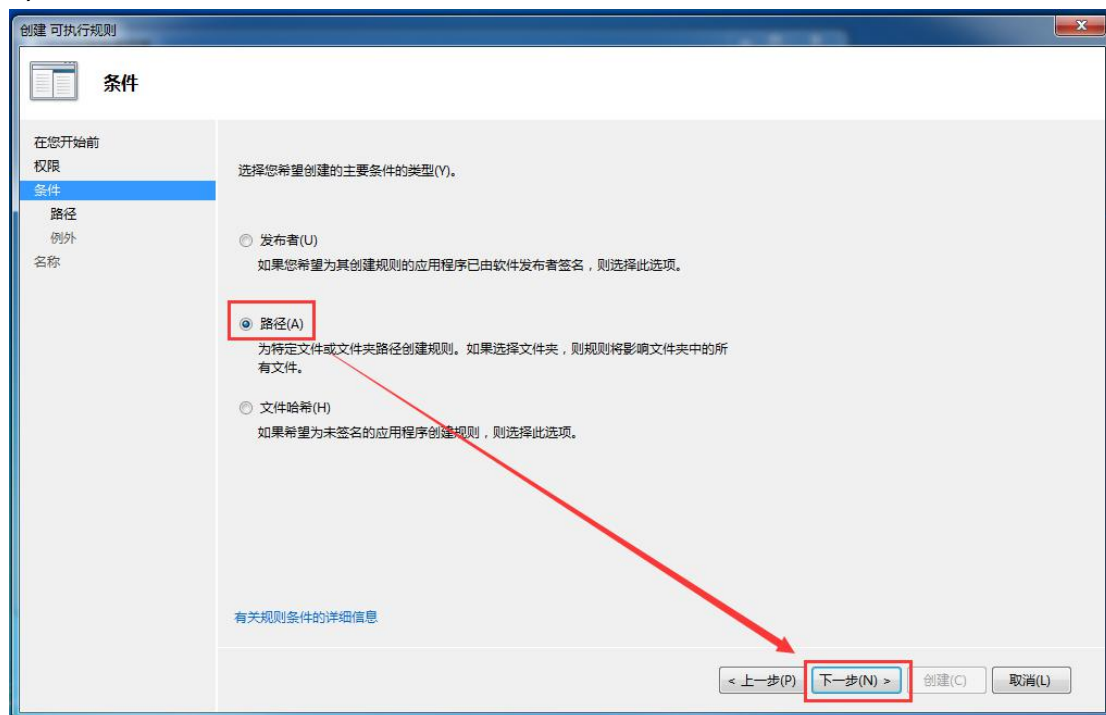 创建 可执行规则
条件
在您开始前
权限
条件
路径
例外
名称
选择您希望创建的主要条件的类型(Y)。
发布者(U)
如果您希望为其创建规则的应用程序已由软件发布者签名，则选择此选项。
路径(A)
为特定文件或文件夹路径创建规则。如果选择文件夹，则规则将影响文件夹中的所
有文件。
文件哈希(H)
如果希望为未签名的应用程序创建规则，则选择此选项。
有关规则条件的详细信息
< 上一步(P) 下一步(N) > 创建(C) 取消(L)